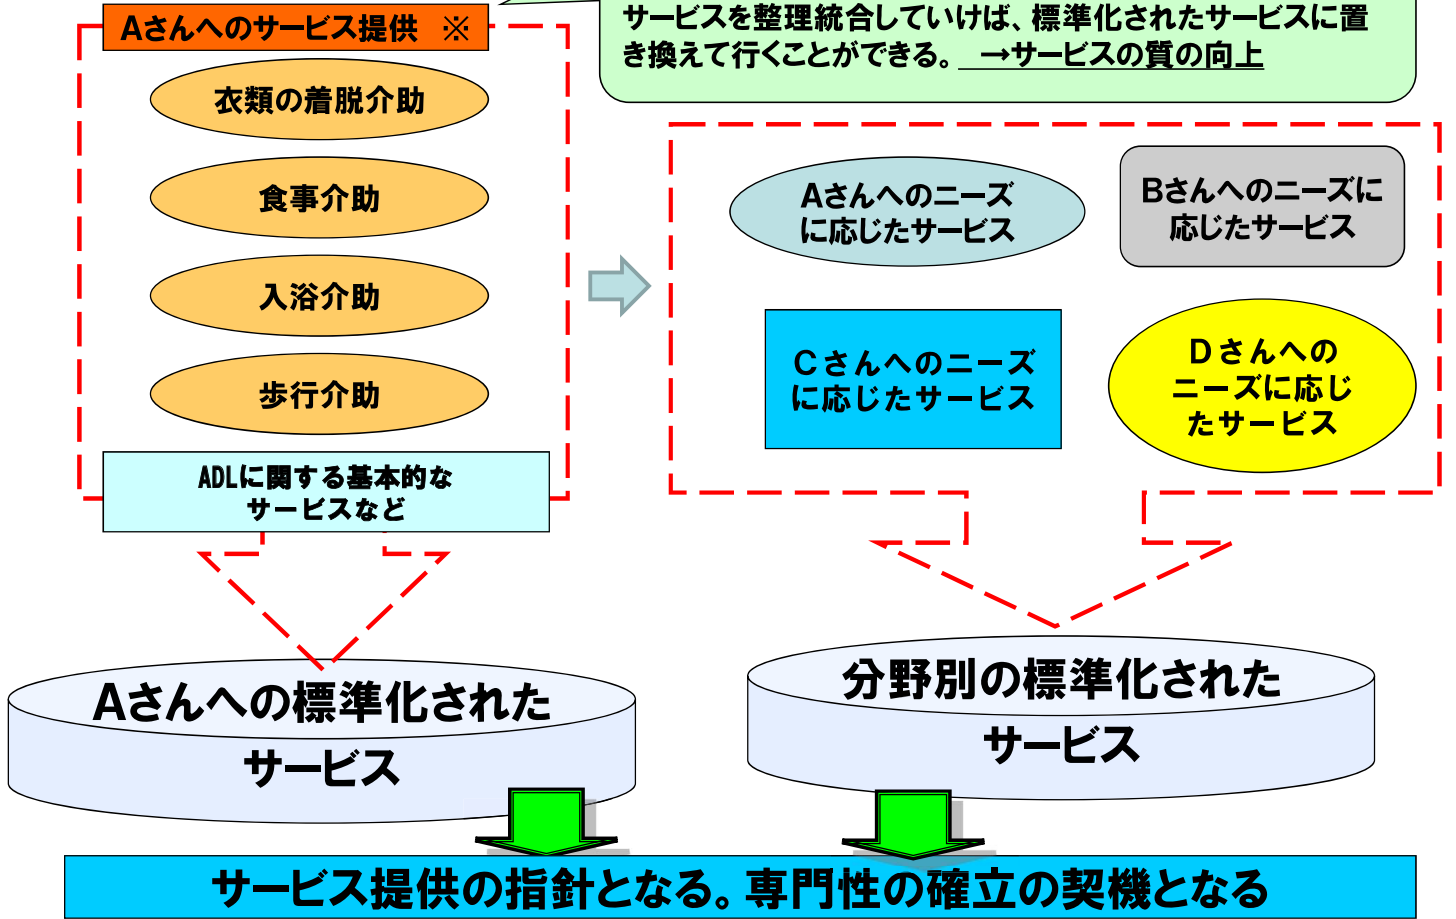 サービスを整理統合していけば、標準化されたサービスに置
き換えて行くことができる。 →サービスの質の向上
Aさんへのサービス提供 ※
衣類の着脱介助
食事介助
入浴介助
歩行介助
ADLに関する基本的な
サービスなど
Aさんへのニーズ
に応じたサービス
Bさんへのニーズに
応じたサービス
Cさんへのニーズ
に応じたサービス
Dさんへの
ニーズに応じ
たサービス
Aさんへの標準化された
サービス
分野別の標準化された
サービス
サービス提供の指針となる。専門性の確立の契機となる